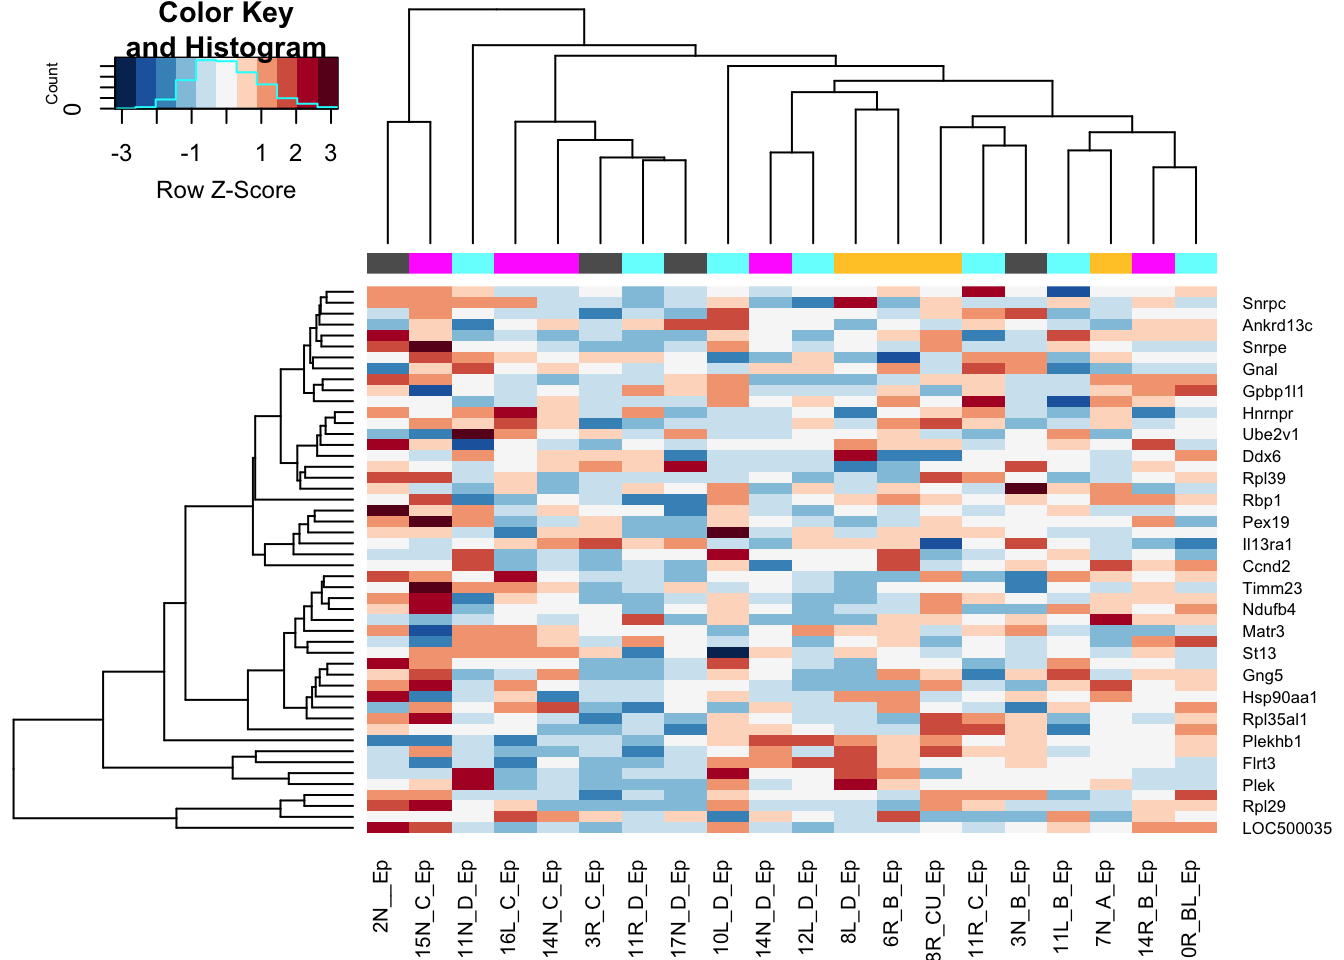 Color Key
and Histogram
Count
0
-3 -1 1 2 3
Row Z-Score
Snrpc
Ankrd13c
Snrpe
Gnal
Gpbp1l1
Hnrnpr
Ube2v1
Ddx6
Rpl39
Rbp1
Pex19
Il13ra1
Ccnd2
Timm23
Ndufb4
Matr3
St13
Gng5
Hsp90aa1
Rpl35al1
Plekhb1
Flrt3
Plek
Rpl29
LOC500035
2N__Ep
15N_C_Ep
11N_D_Ep
16L_C_Ep
14N_C_Ep
3R_C_Ep
11R_D_Ep
17N_D_Ep
10L_D_Ep
14N_D_Ep
12L_D_Ep
8L_D_Ep
6R_B_Ep
8R_CU_Ep
11R_C_Ep
3N_B_Ep
11L_B_Ep
7N_A_Ep
14R_B_Ep
0R_BL_Ep